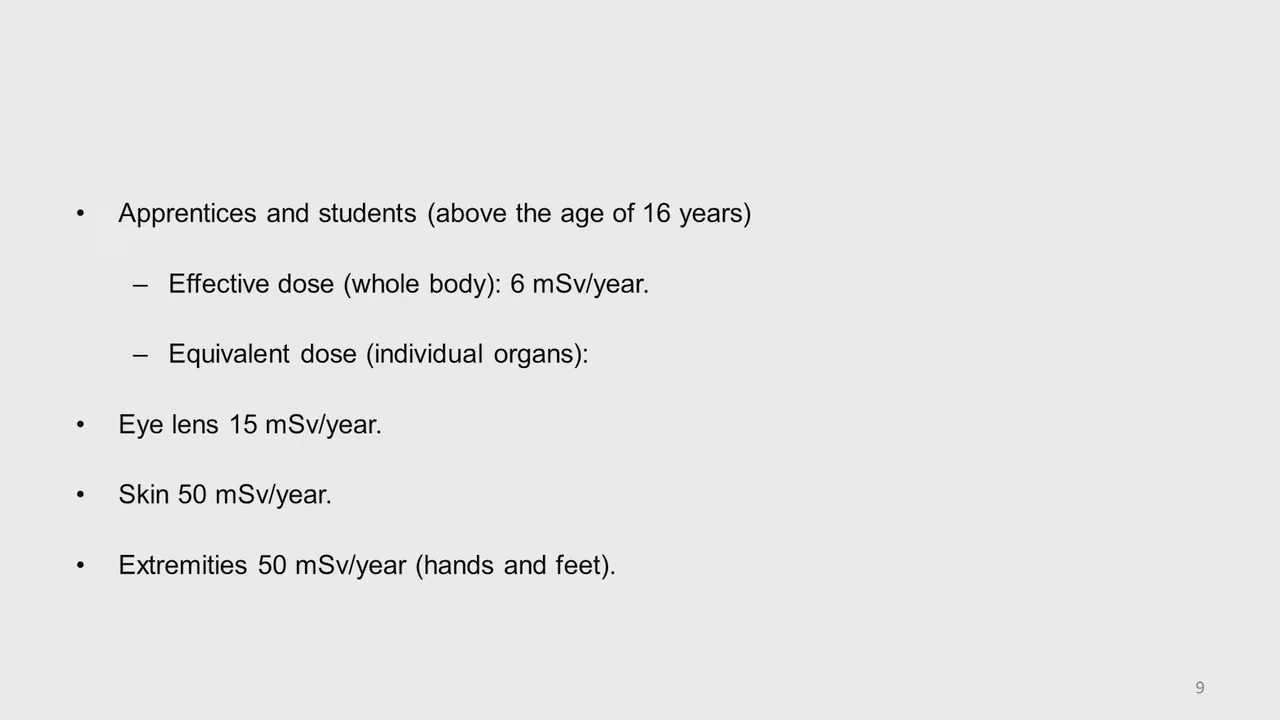 • Apprentices and students (above the age of 16 years)
– Effective dose (whole body): 6 mSv/year.
– Equivalent dose (individual organs):
• Eye lens 15 mSv/year.
• Skin 50 mSv/year.
• Extremities 50 mSv/year (hands and feet).
9